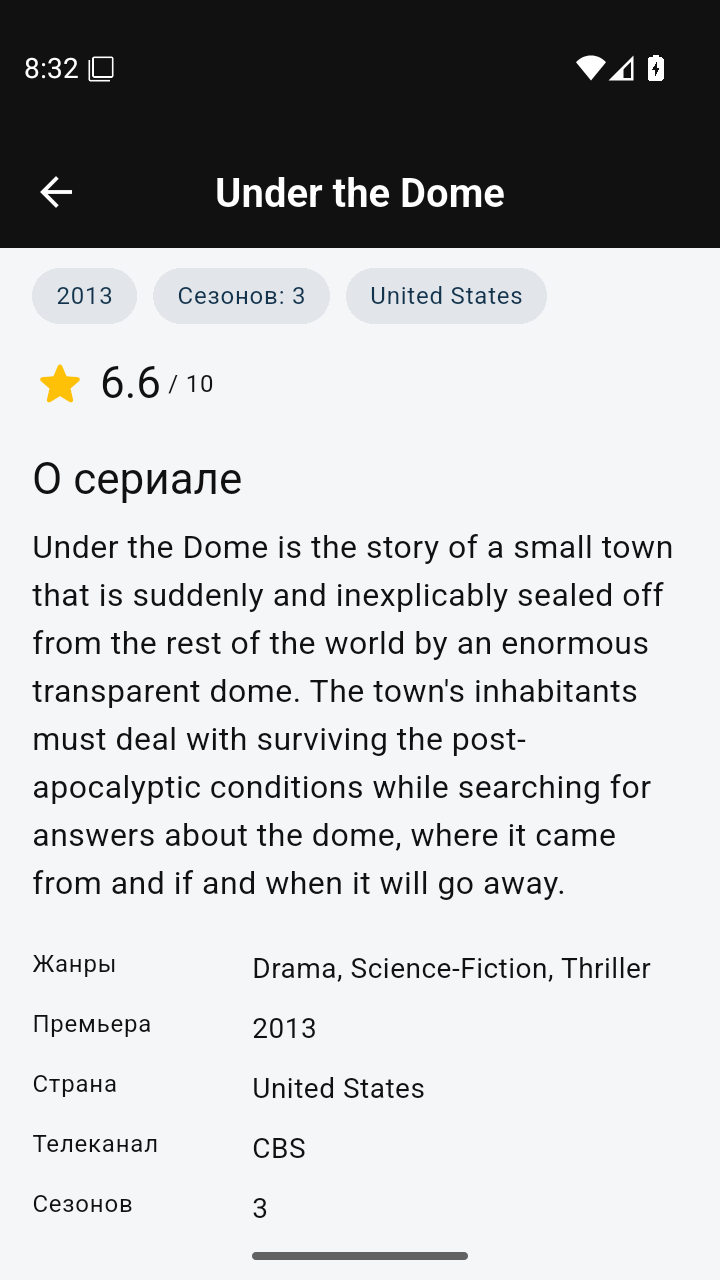 8:32
Under the Dome
2013 Сезонов: 3 United States
6.6 / 10
О сериале
Under the Dome is the story of a small town
that is suddenly and inexplicably sealed off
from the rest of the world by an enormous
transparent dome. The town's inhabitants
must deal with surviving the post-
apocalyptic conditions while searching for
answers about the dome, where it came
from and if and when it will go away.
Жанры Drama, Science-Fiction, Thriller
Премьера 2013
Страна United States
Телеканал CBS
Сезонов 3